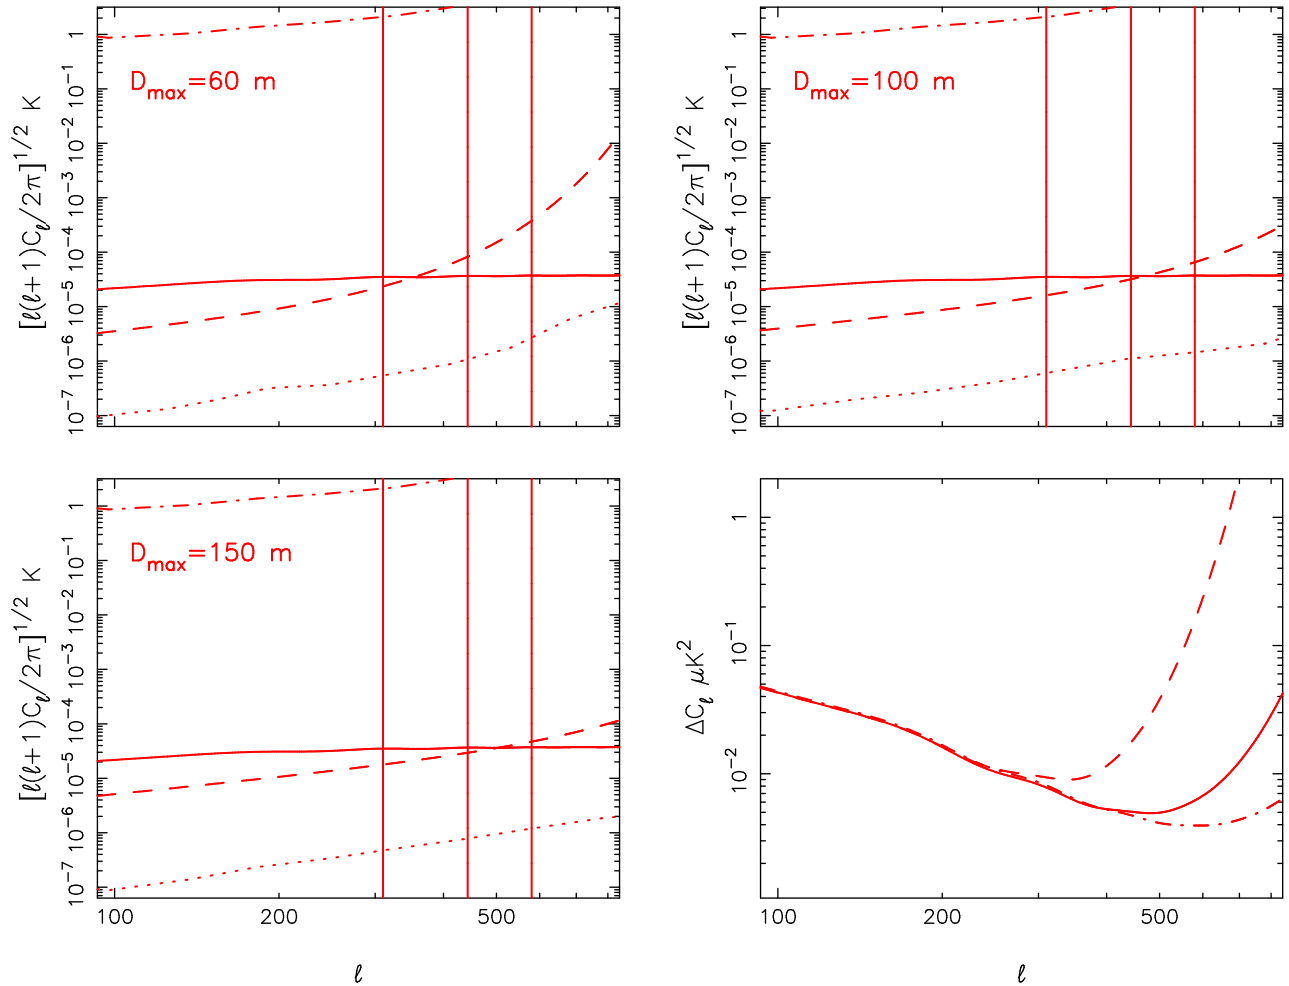 [ℓ(ℓ+1)C_ℓ/2π]^{1/2} K
1
10^{-1}
10^{-2}
10^{-3}
10^{-4}
10^{-5}
10^{-6}
10^{-7}
D_max=60 m
[ℓ(ℓ+1)C_ℓ/2π]^{1/2} K
1
10^{-1}
10^{-2}
10^{-3}
10^{-4}
10^{-5}
10^{-6}
10^{-7}
D_max=100 m
[ℓ(ℓ+1)C_ℓ/2π]^{1/2} K
1
10^{-1}
10^{-2}
10^{-3}
10^{-4}
10^{-5}
10^{-6}
10^{-7}
D_max=150 m
100 200 500
ℓ
ΔC_ℓ μK^2
1
10^{-1}
10^{-2}
100 200 500
ℓ